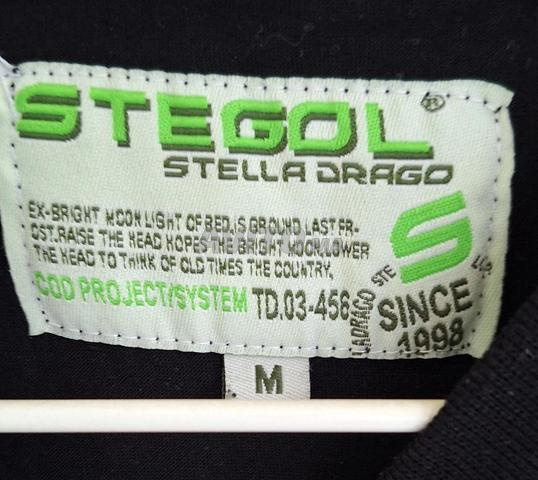 STEGOL®
STELLA DRAGO
EX-BRIGHT MOON LIGHT OF BED, IS GROUND LAST FR-
OST. RAISE THE HEAD HOPES THE BRIGHT MOON, LOWER
THE HEAD TO THINK OF OLD TIMES THE COUNTRY.
COD PROJECT/SYSTEM TD.03-456
S
STE
LADRAGO
SINCE
1998
M